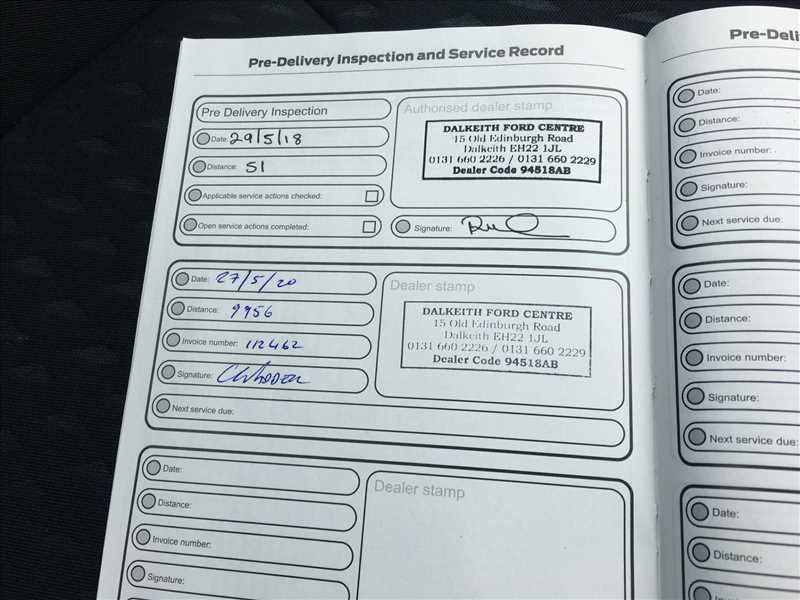 Pre-Delivery Inspection and Service Record
Pre Delivery Inspection
Date: 29/5/18
Distance: 51
Applicable service actions checked:
Open service actions completed:
Authorised dealer stamp
DALKEITH FORD CENTRE
15 Old Edinburgh Road
Dalkeith EH22 1JL
0131 660 2226 / 0131 660 2229
Dealer Code 94518AB
Signature:
Date: 27/5/20
Distance: 9956
Invoice number: 112462
Signature:
Next service due:
Dealer stamp
DALKEITH FORD CENTRE
15 Old Edinburgh Road
Dalkeith EH22 1JL
0131 660 2226 / 0131 660 2229
Dealer Code 94518AB
Date:
Distance:
Invoice number:
Signature:
Dealer stamp
Pre-Deli
Date:
Distance:
Invoice number:
Signature:
Next service due:
Date:
Distance:
Invoice number:
Signature:
Next service due:
Date:
Distance: